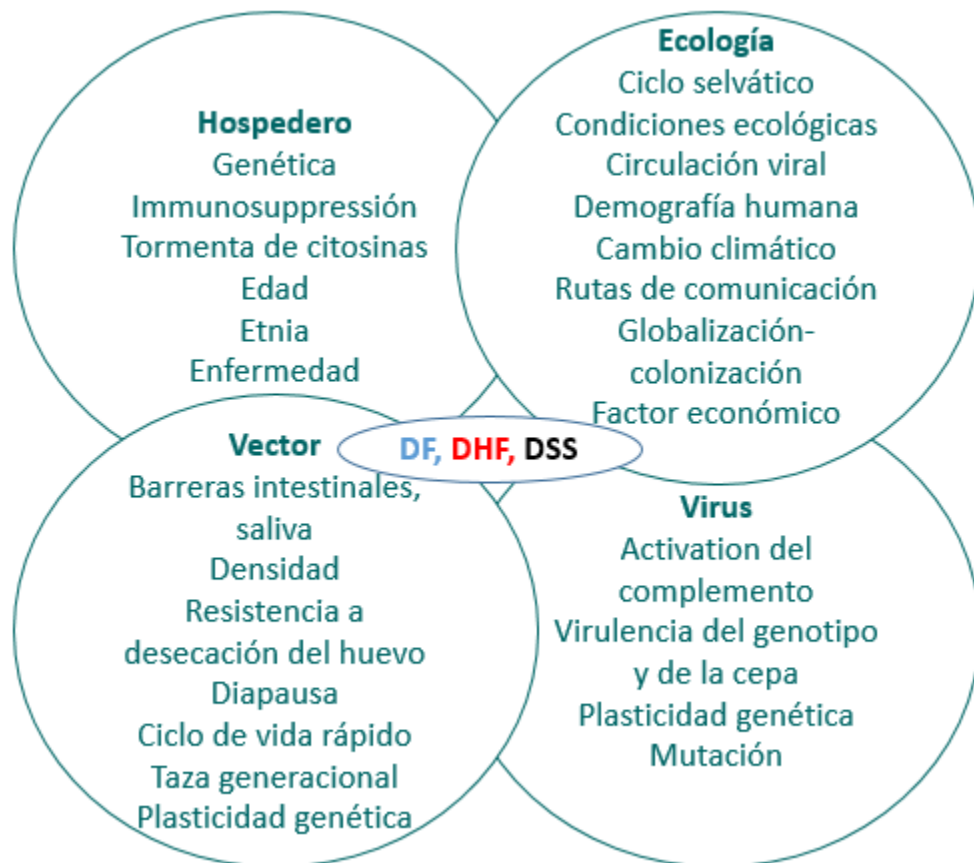 Hospedero
Genética
Immunosuppressión
Tormenta de citosinas
Edad
Etnia
Enfermedad
Ecología
Ciclo selvático
Condiciones ecológicas
Circulación viral
Demografía humana
Cambio climático
Rutas de comunicación
Globalización-
colonización
Factor económico
DF, DHF, DSS
Vector
Barreras intestinales,
saliva
Densidad
Resistencia a
desecación del huevo
Diapausa
Ciclo de vida rápido
Taza generacional
Plasticidad genética
Virus
Activation del
complemento
Virulencia del genotipo
y de la cepa
Plasticidad genética
Mutación